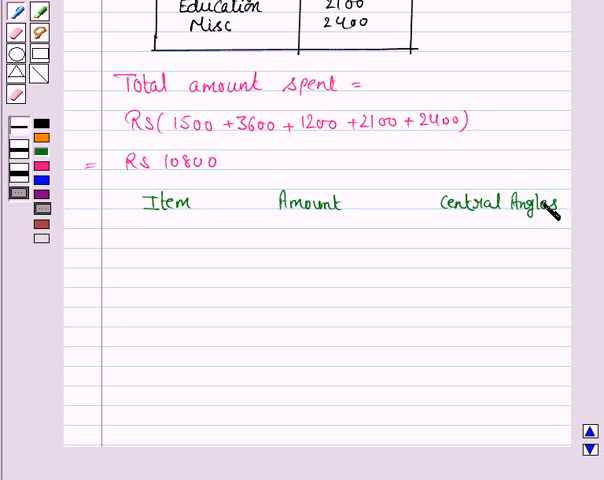 Education 2100
Misc 2400
Total amount spent =
Rs( 1500 +3600 + 1200 +2100 + 2400)
= Rs 10800
Item Amount Central Angles